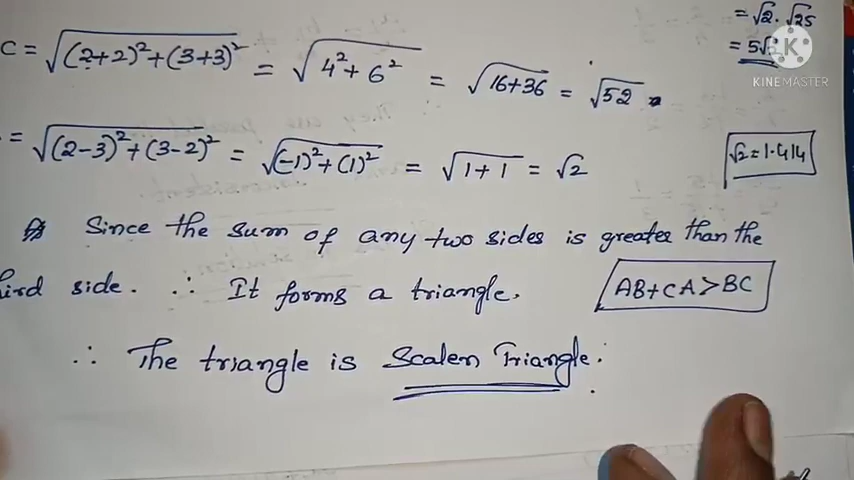 = √2. √25
= 5√
KINEMASTER
C = √(2+2)²+(3+3)² = √4²+6² = √16+36 = √52
= √(2-3)²+(3-2)² = √(-1)²+(1)² = √1+1 = √2
√2 = 1.414
Since the sum of any two sides is greater than the
hird side. ∴ It forms a triangle.
AB+CA>BC
∴ The triangle is Scalen Triangle.